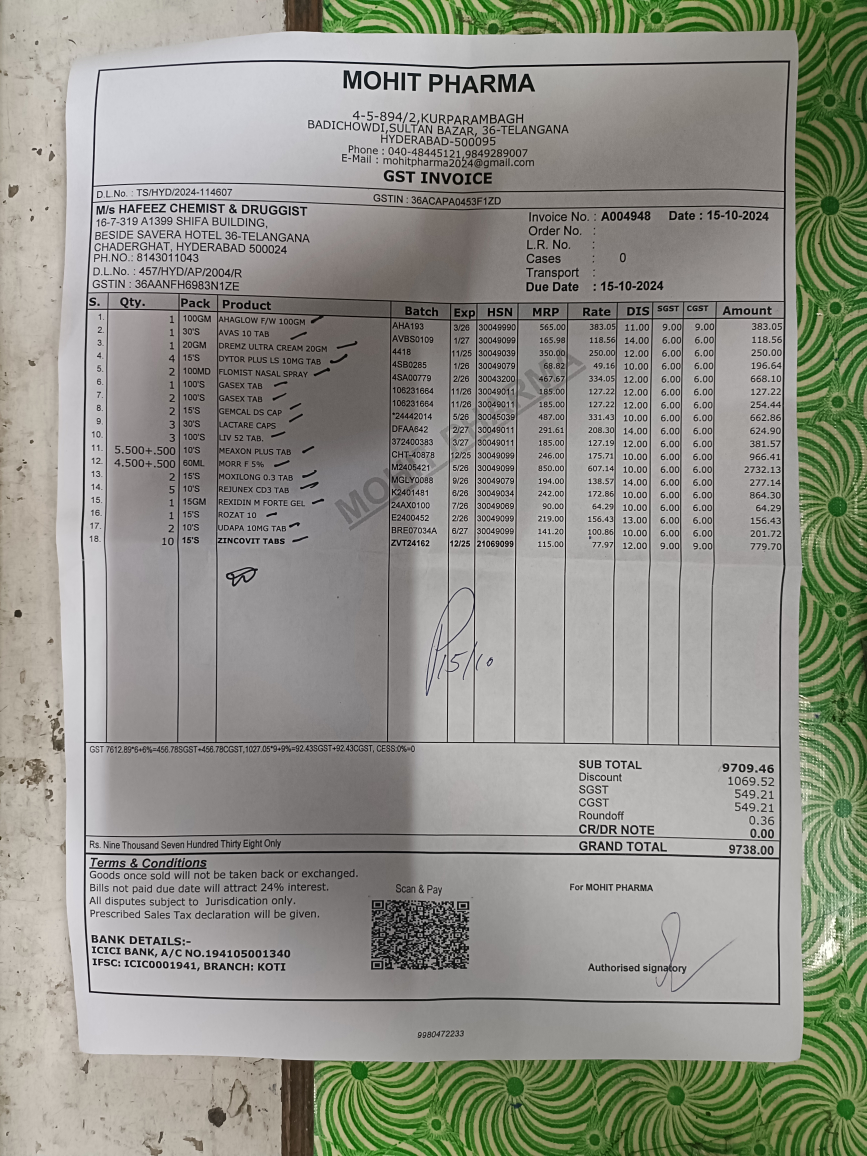 MOHIT PHARMA
4-5-894/2,KURPARAMBAGH
BADICHOWDI,SULTAN BAZAR, 36-TELANGANA
HYDERABAD-500095
Phone : 040-48445121,9849289007
E-Mail : mohitpharma2024@gmail.com
GST INVOICE
D.L.No. : TS/HYD/2024-114607 GSTIN : 36ACAPA0453F1ZD
M/s HAFEEZ CHEMIST & DRUGGIST
16-7-319 A1399 SHIFA BUILDING,
BESIDE SAVERA HOTEL 36-TELANGANA
CHADERGHAT, HYDERABAD 500024
PH.NO.: 8143011043
D.L.No. : 457/HYD/AP/2004/R
GSTIN : 36AANFH6983N1ZE
Invoice No. : A004948 Date : 15-10-2024
Order No. :
L.R. No. :
Cases : 0
Transport :
Due Date : 15-10-2024
S. Qty. Pack Product Batch Exp HSN MRP Rate DIS SGST CGST Amount
1. 1 100GM AHAGLOW F/W 100GM AHA193 3/26 30049990 565.00 383.05 11.00 9.00 9.00 383.05
2. 1 30'S AVAS 10 TAB AVBS0109 1/27 30049099 165.98 118.56 14.00 6.00 6.00 118.56
3. 1 20GM DREMZ ULTRA CREAM 20GM 4418 11/25 30049039 350.00 250.00 12.00 6.00 6.00 250.00
4. 4 15'S DYTOR PLUS LS 10MG TAB 4SB0285 1/26 30049079 68.82 49.16 10.00 6.00 6.00 196.64
5. 2 100MD FLOMIST NASAL SPRAY 4SA00779 2/26 30043200 467.67 334.05 10.00 6.00 6.00 668.10
6. 1 100'S GASEX TAB 106231664 11/26 30049011 185.00 127.22 12.00 6.00 6.00 127.22
7. 2 100'S GASEX TAB 106231664 11/26 30049011 185.00 127.22 12.00 6.00 6.00 254.44
8. 2 15'S GEMCAL DS CAP *24442014 5/26 30045039 487.00 331.43 10.00 6.00 6.00 662.86
9. 3 30'S LACTARE CAPS DFAA642 2/27 30049011 291.61 208.30 14.00 6.00 6.00 624.90
10. 3 100'S LIV 52 TAB. 372400383 3/27 30049011 185.00 127.19 10.00 6.00 6.00 381.57
11. 5.500+.500 10'S MEAXON PLUS TAB CHT-40878 12/25 30049099 246.00 175.71 10.00 6.00 6.00 966.41
12. 4.500+.500 60ML MORR F 5% M2405421 5/26 30049099 850.00 607.14 10.00 6.00 6.00 2732.13
13. 2 15'S MOXILONG 0.3 TAB MGLY0088 9/26 30049079 194.00 138.57 14.00 6.00 6.00 277.14
14. 5 10'S REJUNEX CD3 TAB K2401481 6/26 30049034 242.00 172.86 10.00 6.00 6.00 864.30
15. 1 15GM REXIDIN M FORTE GEL 24AX0100 7/26 30049069 90.00 64.29 10.00 6.00 6.00 64.29
16. 1 15'S ROZAT 10 E2400452 2/26 30049099 219.00 156.43 13.00 6.00 6.00 156.43
17. 2 10'S UDAPA 10MG TAB BRE07034A 6/27 30049099 141.20 100.86 10.00 6.00 6.00 201.72
18. 10 15'S ZINCOVIT TABS ZVT24162 12/25 21069099 115.00 77.97 12.00 9.00 9.00 779.70
MOHIT PHARMA
15/10
GST 7612.89*6+6%=456.78SGST+456.78CGST,1027.05*9+9%=92.43SGST+92.43CGST, CESS:0%=0
SUB TOTAL 9709.46
Discount 1069.52
SGST 549.21
CGST 549.21
Roundoff 0.36
CR/DR NOTE 0.00
Rs. Nine Thousand Seven Hundred Thirty Eight Only GRAND TOTAL 9738.00
Terms & Conditions
Goods once sold will not be taken back or exchanged.
Bills not paid due date will attract 24% interest.
All disputes subject to Jurisdication only.
Prescribed Sales Tax declaration will be given.
BANK DETAILS:-
ICICI BANK, A/C NO.194105001340
IFSC: ICIC0001941, BRANCH: KOTI
Scan & Pay
For MOHIT PHARMA
Authorised signatory
9980472233